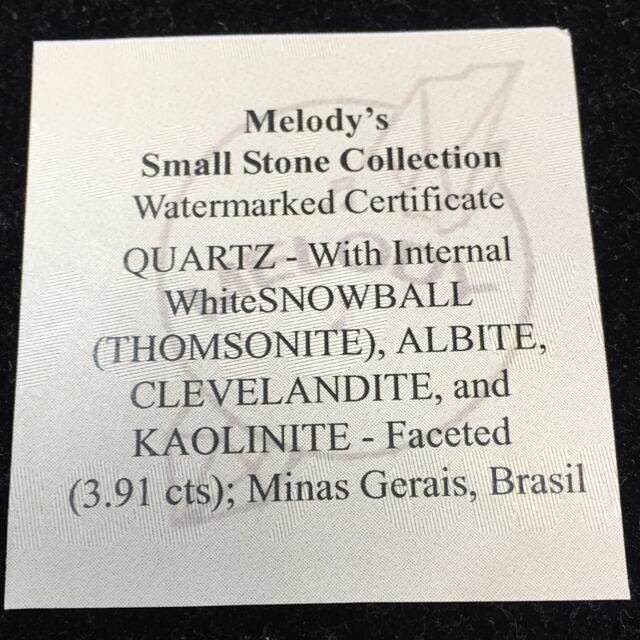 Melody's
Small Stone Collection
Watermarked Certificate
QUARTZ - With Internal
WhiteSNOWBALL
(THOMSONITE), ALBITE,
CLEVELANDITE, and
KAOLINITE - Faceted
(3.91 cts); Minas Gerais, Brasil